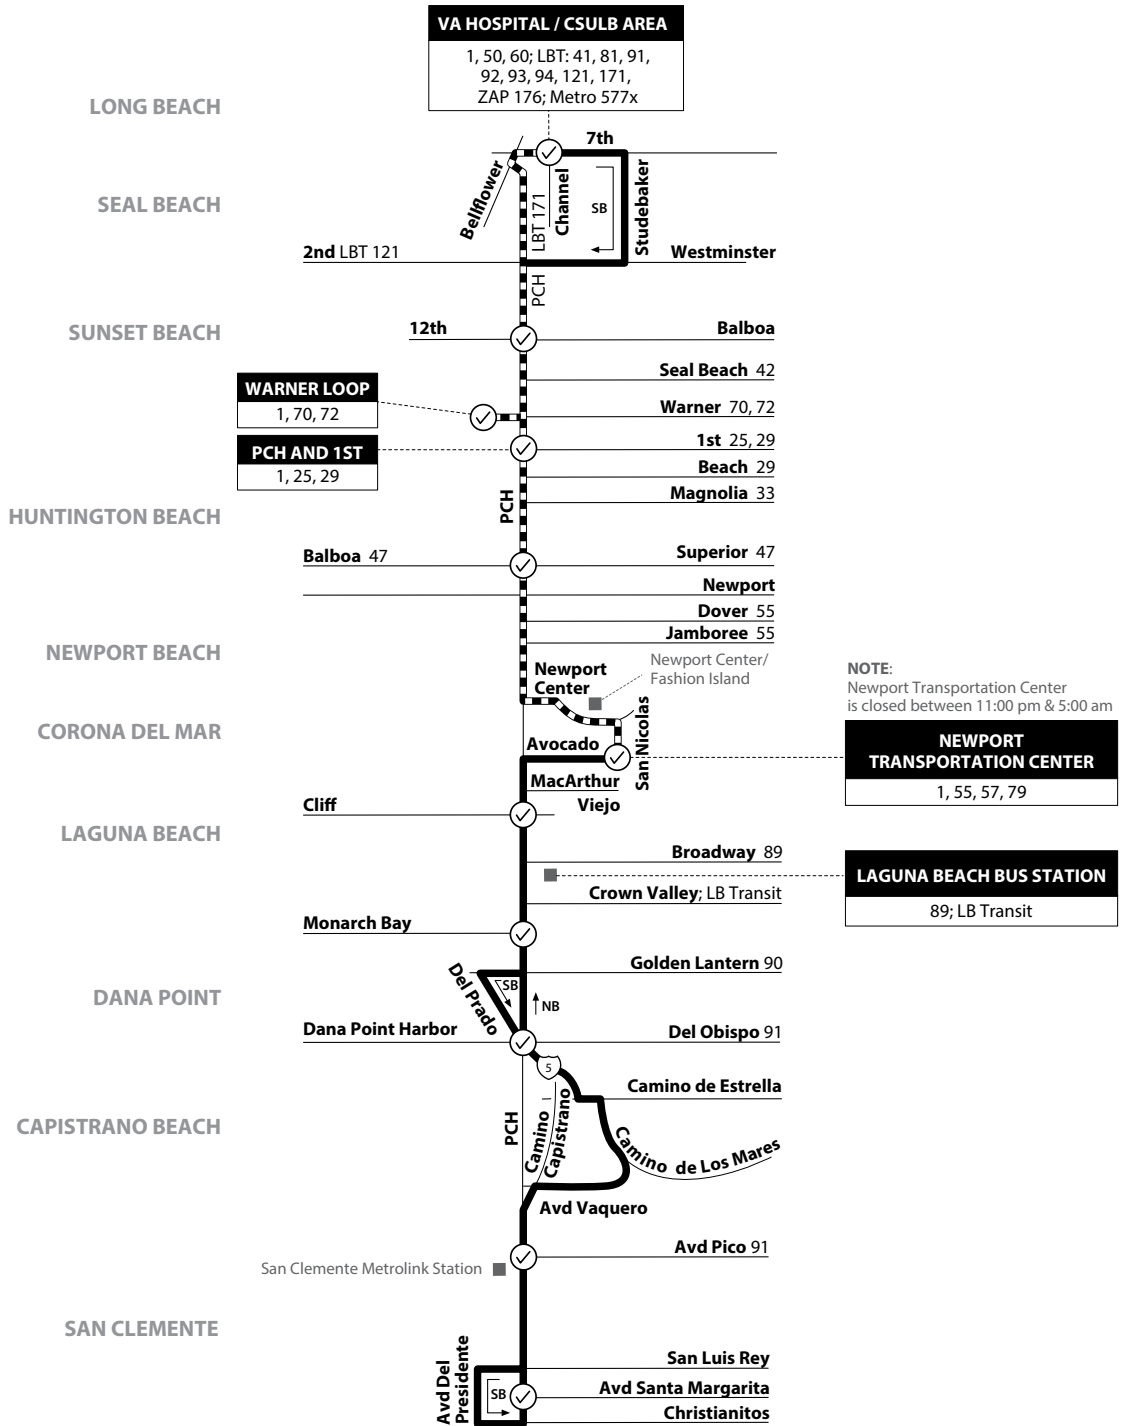 VA HOSPITAL / CSULB AREA
1, 50, 60; LBT: 41, 81, 91,
92, 93, 94, 121, 171,
ZAP 176; Metro 577x
LONG BEACH
7th
Bellflower
LBT 171
Channel
SB
Studebaker
SEAL BEACH
2nd LBT 121
Westminster
PCH
SUNSET BEACH
12th
Balboa
Seal Beach 42
WARNER LOOP
1, 70, 72
Warner 70, 72
PCH AND 1ST
1, 25, 29
1st 25, 29
Beach 29
Magnolia 33
PCH
HUNTINGTON BEACH
Balboa 47
Superior 47
Newport
Dover 55
Jamboree 55
NEWPORT BEACH
Newport
Center
Newport Center/
Fashion Island
NOTE:
Newport Transportation Center
is closed between 11:00 pm & 5:00 am
San Nicolas
CORONA DEL MAR
Avocado
NEWPORT
TRANSPORTATION CENTER
1, 55, 57, 79
MacArthur
Cliff
Viejo
LAGUNA BEACH
Broadway 89
LAGUNA BEACH BUS STATION
89; LB Transit
Crown Valley; LB Transit
Monarch Bay
Golden Lantern 90
Del Prado
SB
NB
DANA POINT
Dana Point Harbor
Del Obispo 91
5
Camino de Estrella
CAPISTRANO BEACH
PCH
Camino
Capistrano
Camino de Los Mares
Avd Vaquero
Avd Pico 91
San Clemente Metrolink Station
SAN CLEMENTE
Avd Del
Presidente
San Luis Rey
SB
Avd Santa Margarita
Christianitos